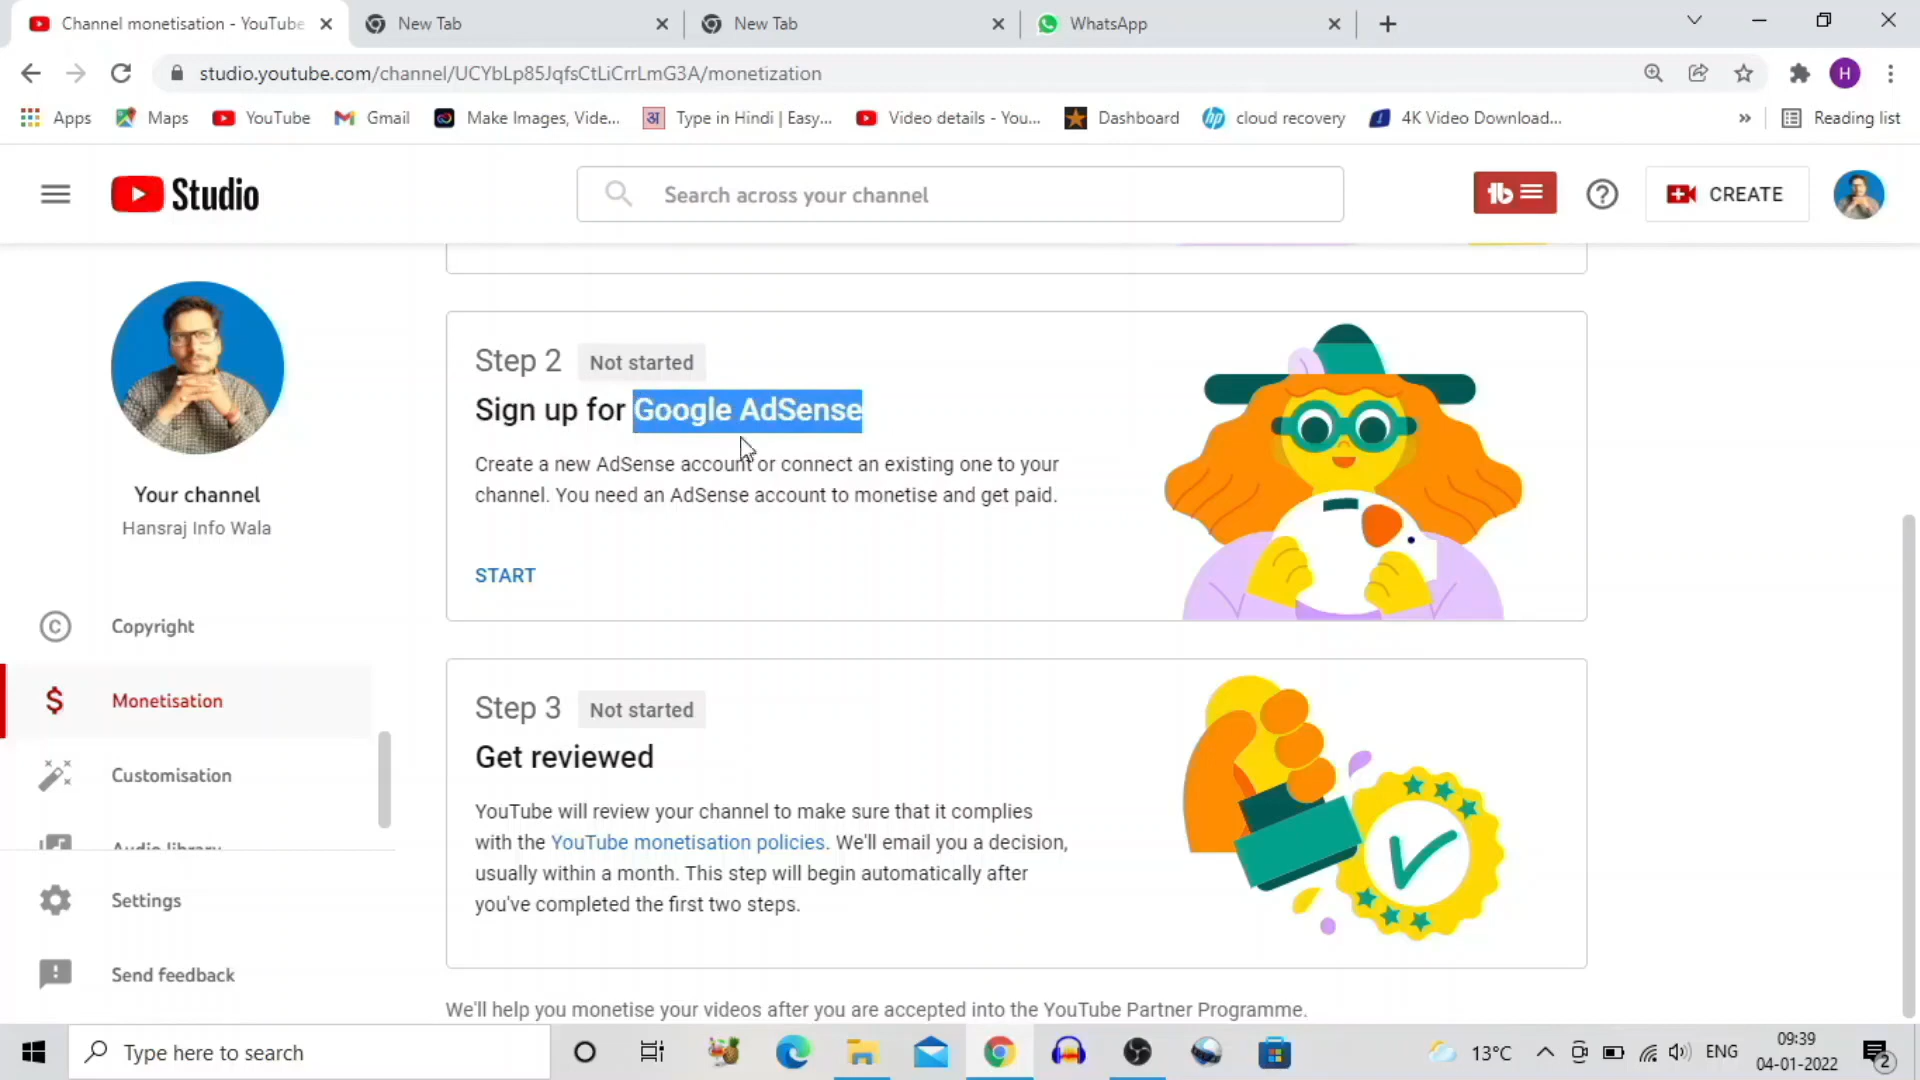 Channel monetisation - YouTube
New Tab
New Tab
WhatsApp
studio.youtube.com/channel/UCYbLp85JqfsCtLiCrrLmG3A/monetization
H
Apps
Maps
YouTube
Gmail
Make Images, Vide...
अ
Type in Hindi | Easy...
Video details - You...
Dashboard
hp
cloud recovery
4K Video Download...
»
Reading list
Studio
Search across your channel
tb
CREATE
Your channel
Hansraj Info Wala
Copyright
Monetisation
Customisation
Audio library
Settings
Send feedback
Step 2
Not started
Sign up for Google AdSense
Create a new AdSense account or connect an existing one to your
channel. You need an AdSense account to monetise and get paid.
START
Step 3
Not started
Get reviewed
YouTube will review your channel to make sure that it complies
with the YouTube monetisation policies. We'll email you a decision,
usually within a month. This step will begin automatically after
you've completed the first two steps.
We'll help you monetise your videos after you are accepted into the YouTube Partner Programme.
Type here to search
13°C
ENG
09:39
04-01-2022
2